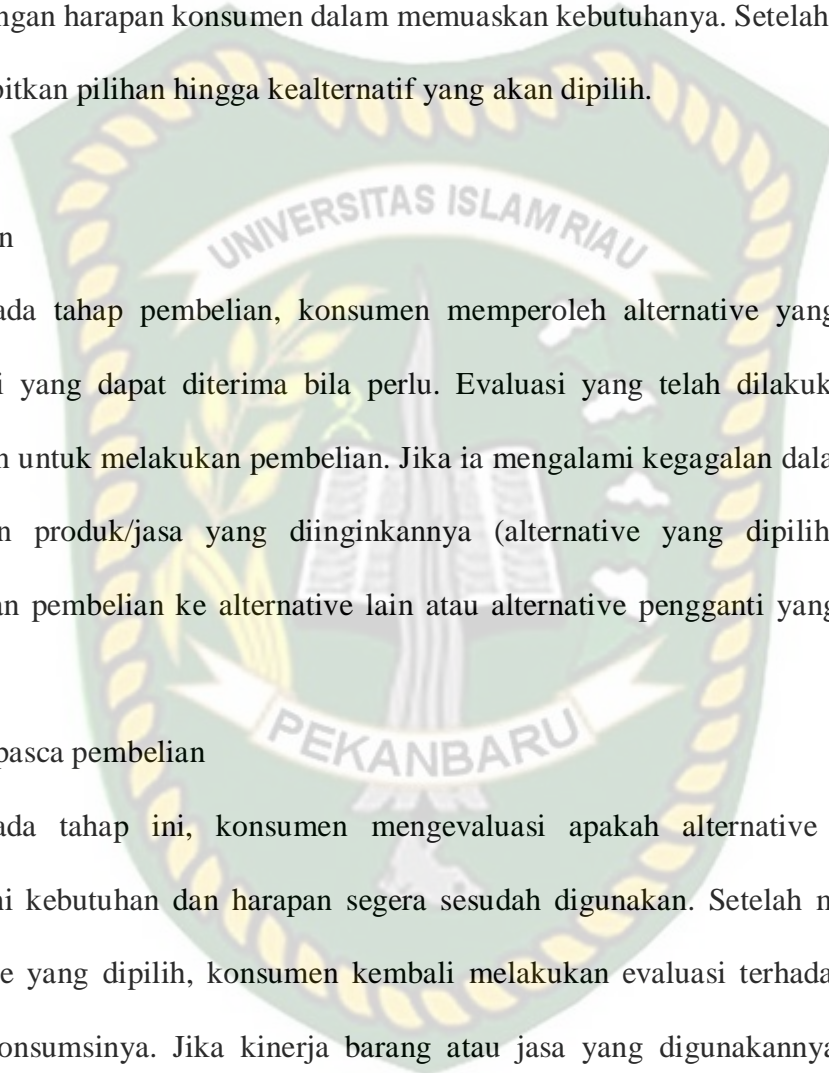 ngan harapan konsumen dalam memuaskan kebutuhanya. Setelah
bitkan pilihan hingga kealternatif yang akan dipilih.
UNIVERSITAS ISLAM RIAU
n
ada tahap pembelian, konsumen memperoleh alternative yang
i yang dapat diterima bila perlu. Evaluasi yang telah dilakuk
n untuk melakukan pembelian. Jika ia mengalami kegagalan dala
n produk/jasa yang diinginkannya (alternative yang dipilih
an pembelian ke alternative lain atau alternative pengganti yang
PEKANBARU
pasca pembelian
ada tahap ini, konsumen mengevaluasi apakah alternative
ni kebutuhan dan harapan segera sesudah digunakan. Setelah m
e yang dipilih, konsumen kembali melakukan evaluasi terhada
onsumsinya. Jika kinerja barang atau jasa yang digunakannya